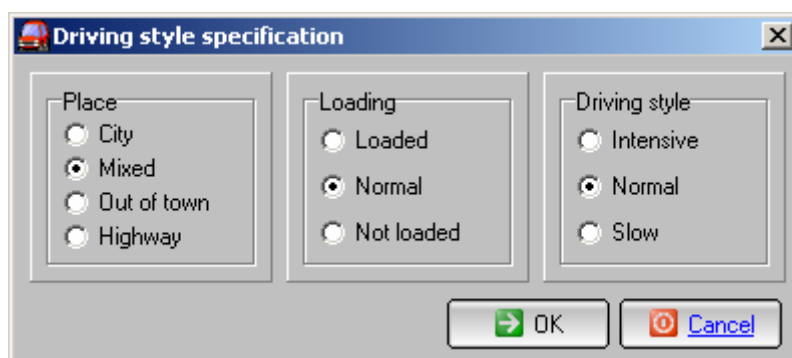 Driving style specification
Place
City
Mixed
Out of town
Highway
Loading
Loaded
Normal
Not loaded
Driving style
Intensive
Normal
Slow
OK
Cancel